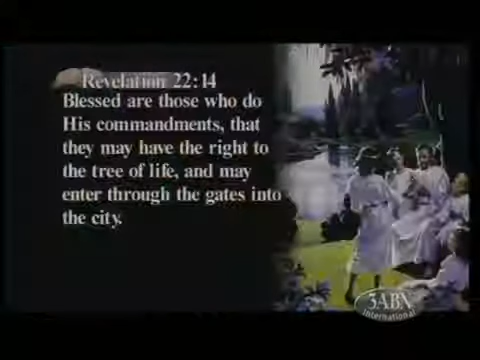 Revelation 22:14
Blessed are those who do
His commandments, that
they may have the right to
the tree of life, and may
enter through the gates into
the city.
3ABN
International